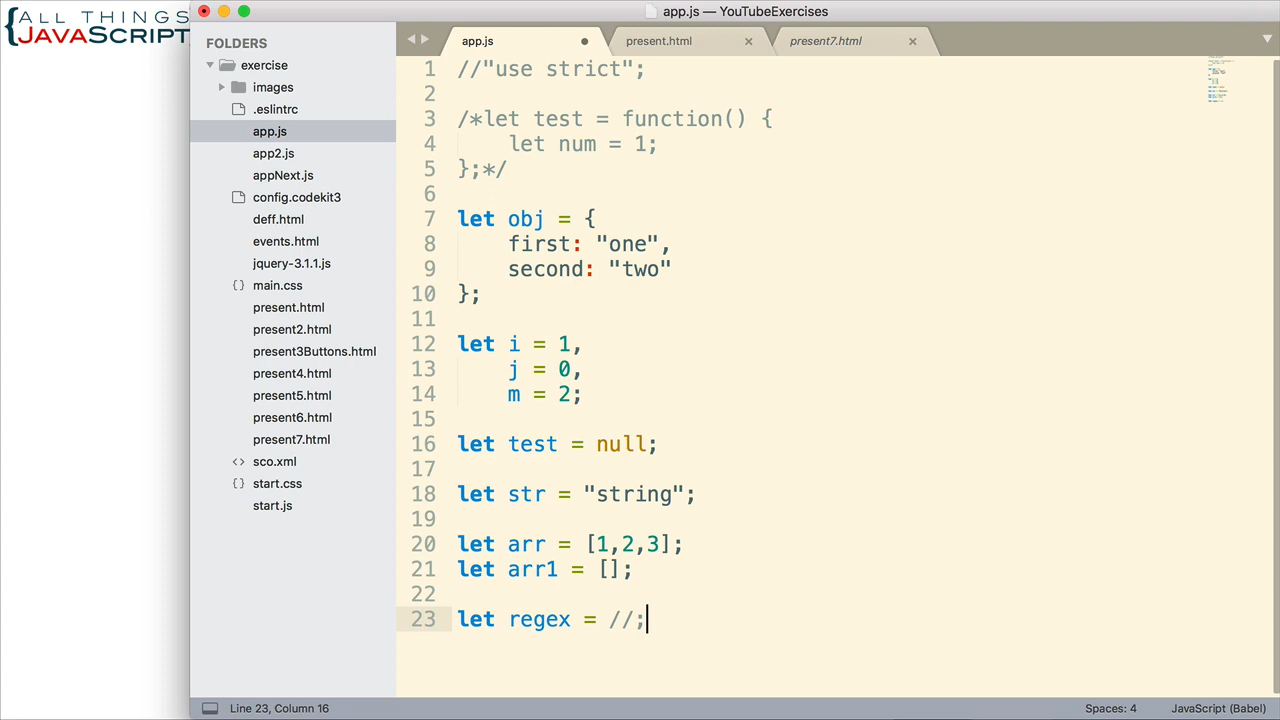 {ALL THINGS
JAVASCRIPT
app.js — YouTubeExercises
FOLDERS
exercise
images
.eslintrc
app.js
app2.js
appNext.js
config.codekit3
deff.html
events.html
jquery-3.1.1.js
{} main.css
present.html
present2.html
present3Buttons.html
present4.html
present5.html
present6.html
present7.html
<> sco.xml
{} start.css
start.js
app.js
present.html
present7.html
1 //"use strict";
2
3 /*let test = function() {
4     let num = 1;
5 };*/
6
7 let obj = {
8     first: "one",
9     second: "two"
10 };
11
12 let i = 1,
13     j = 0,
14     m = 2;
15
16 let test = null;
17
18 let str = "string";
19
20 let arr = [1,2,3];
21 let arr1 = [];
22
23 let regex = //;
Line 23, Column 16
Spaces: 4
JavaScript (Babel)